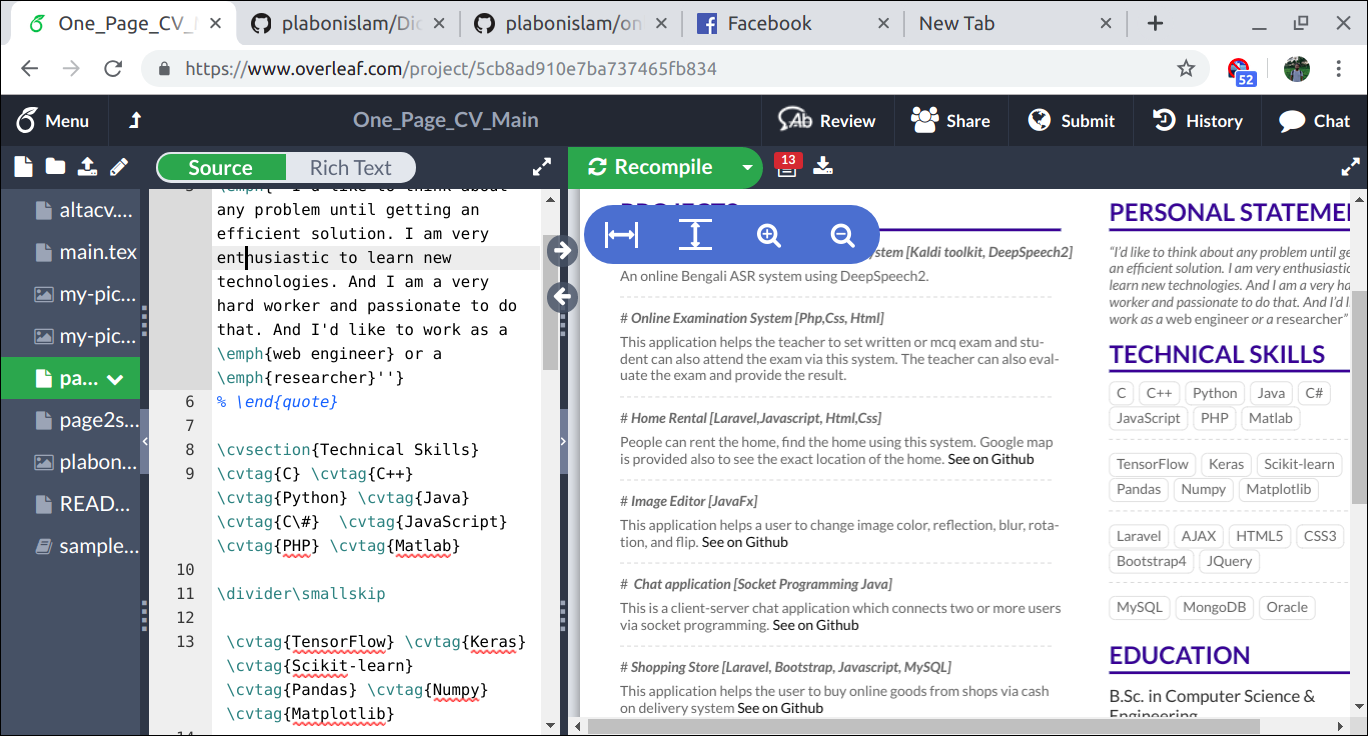 One_Page_CV_
plabonislam/Dic
plabonislam/on
Facebook
New Tab
https://www.overleaf.com/project/5cb8ad910e7ba737465fb834
52
Menu
One_Page_CV_Main
Review
Share
Submit
History
Chat
Source
Rich Text
Recompile
13
altacv....
main.tex
my-pic...
my-pic...
pa...
page2s...
plabon...
READ...
sample...
5
\emph{``I'd like to think about
any problem until getting an
efficient solution. I am very
enthusiastic to learn new
technologies. And I am a very
hard worker and passionate to do
that. And I'd like to work as a
\emph{web engineer} or a
\emph{researcher}''}
6 % \end{quote}
7
8 \cvsection{Technical Skills}
9 \cvtag{C} \cvtag{C++}
\cvtag{Python} \cvtag{Java}
\cvtag{C\#}  \cvtag{JavaScript}
\cvtag{PHP} \cvtag{Matlab}
10
11 \divider\smallskip
12
13 \cvtag{TensorFlow} \cvtag{Keras}
\cvtag{Scikit-learn}
\cvtag{Pandas} \cvtag{Numpy}
\cvtag{Matplotlib}
14
PROJECTS
ystem [Kaldi toolkit, DeepSpeech2]
An online Bengali ASR system using DeepSpeech2.
# Online Examination System [Php,Css, Html]
This application helps the teacher to set written or mcq exam and stu-
dent can also attend the exam via this system. The teacher can also eval-
uate the exam and provide the result.
# Home Rental [Laravel,Javascript, Html,Css]
People can rent the home, find the home using this system. Google map
is provided also to see the exact location of the home. See on Github
# Image Editor [JavaFx]
This application helps a user to change image color, reflection, blur, rota-
tion, and flip. See on Github
# Chat application [Socket Programming Java]
This is a client-server chat application which connects two or more users
via socket programming. See on Github
# Shopping Store [Laravel, Bootstrap, Javascript, MySQL]
This application helps the user to buy online goods from shops via cash
on delivery system See on Github
PERSONAL STATEME
“I’d like to think about any problem until ge
an efficient solution. I am very enthusiastic
learn new technologies. And I am a very ha
worker and passionate to do that. And I’d l
work as a web engineer or a researcher”
TECHNICAL SKILLS
C C++ Python Java C#
JavaScript PHP Matlab
TensorFlow Keras Scikit-learn
Pandas Numpy Matplotlib
Laravel AJAX HTML5 CSS3
Bootstrap4 JQuery
MySQL MongoDB Oracle
EDUCATION
B.Sc. in Computer Science &
Engineering